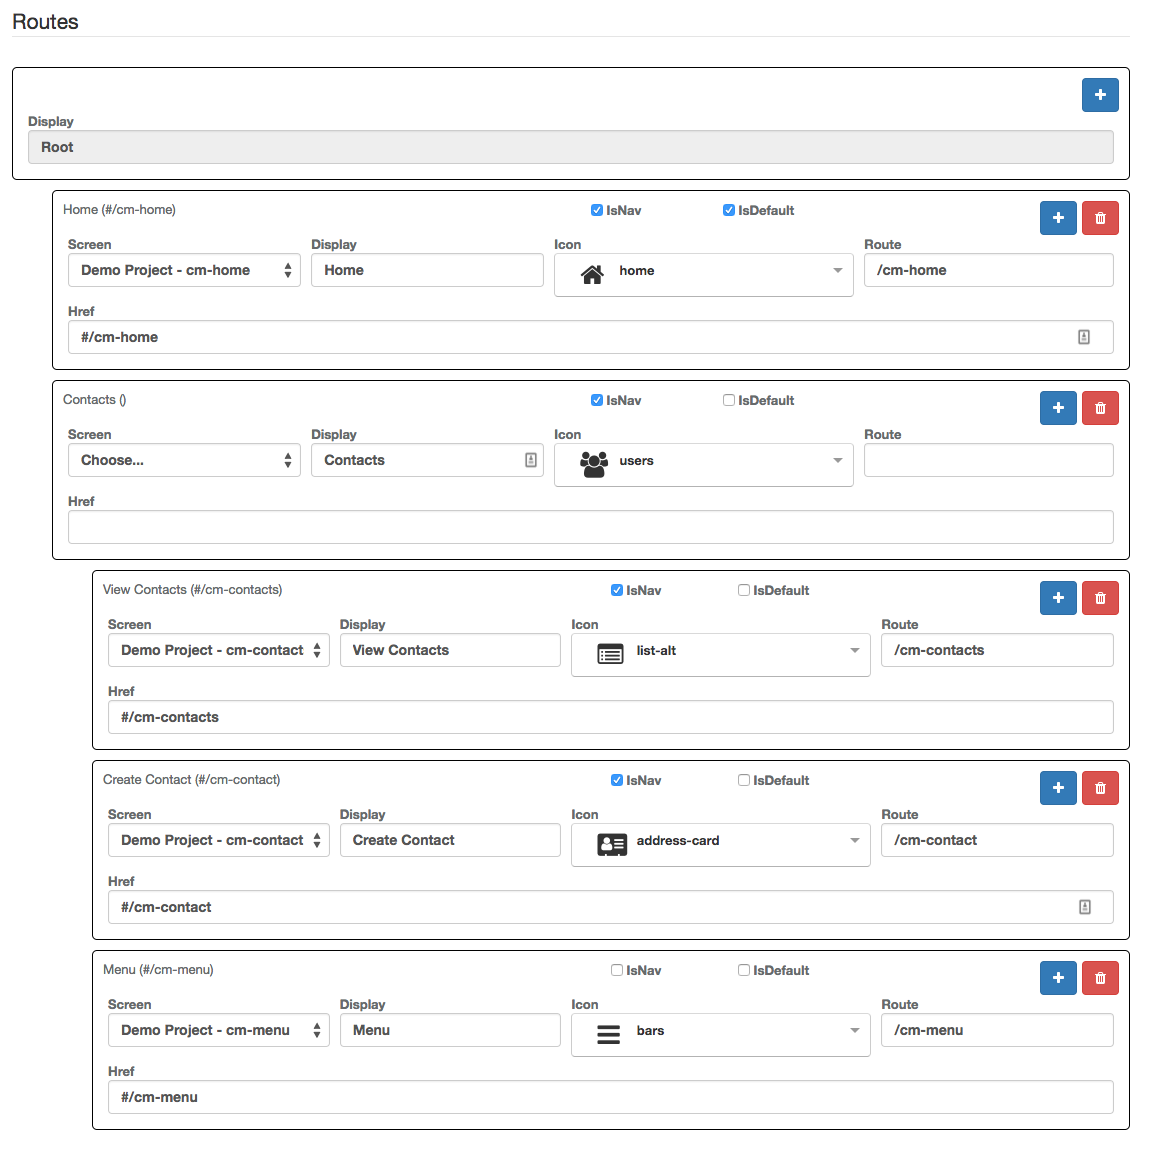 Routes
Display
Root
Home (#/cm-home)
IsNav
IsDefault
Screen
Display
Icon
Route
Demo Project - cm-home
Home
home
/cm-home
Href
#/cm-home
Contacts ()
IsNav
IsDefault
Screen
Display
Icon
Route
Choose...
Contacts
users
Href
View Contacts (#/cm-contacts)
IsNav
IsDefault
Screen
Display
Icon
Route
Demo Project - cm-contact
View Contacts
list-alt
/cm-contacts
Href
#/cm-contacts
Create Contact (#/cm-contact)
IsNav
IsDefault
Screen
Display
Icon
Route
Demo Project - cm-contact
Create Contact
address-card
/cm-contact
Href
#/cm-contact
Menu (#/cm-menu)
IsNav
IsDefault
Screen
Display
Icon
Route
Demo Project - cm-menu
Menu
bars
/cm-menu
Href
#/cm-menu